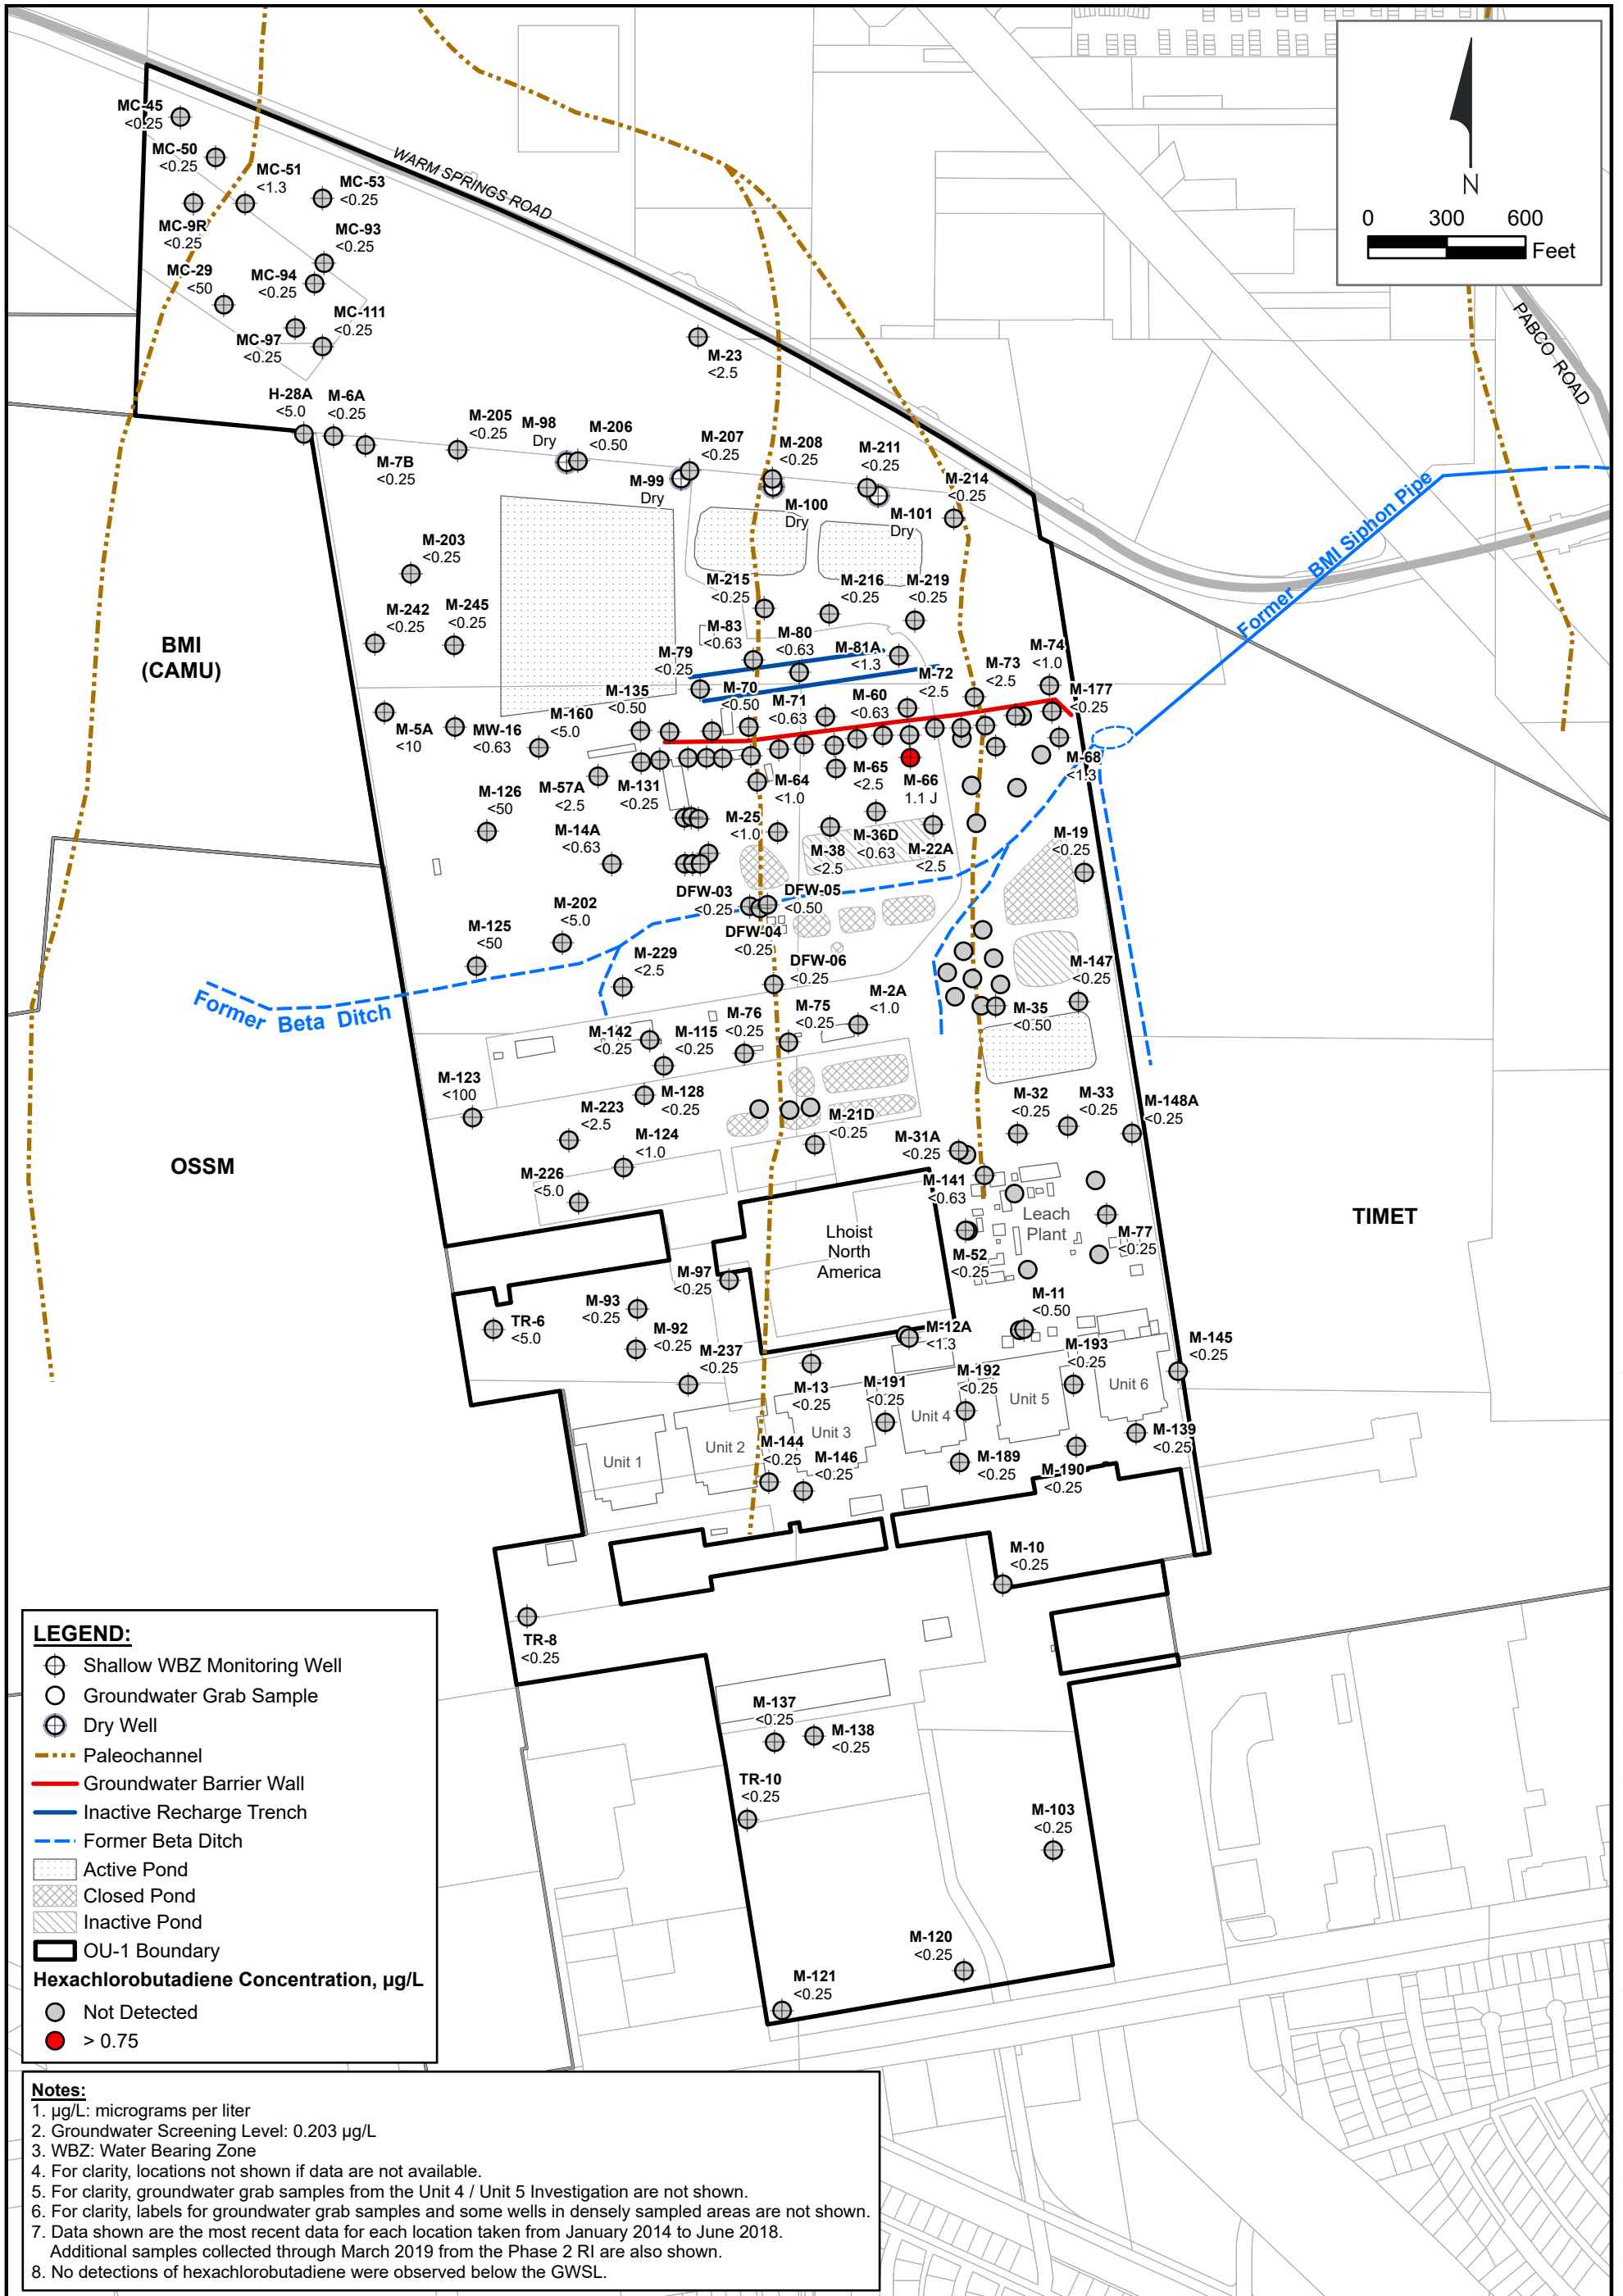 N
0 300 600
Feet
WARM SPRINGS ROAD
PABCO ROAD
MC-45
<0.25
MC-50
<0.25
MC-51
<1.3
MC-53
<0.25
MC-9R
<0.25
MC-93
<0.25
MC-29
<50
MC-94
<0.25
MC-111
<0.25
MC-97
<0.25
M-23
<2.5
H-28A
<5.0
M-6A
<0.25
M-7B
<0.25
M-205
<0.25
M-98
Dry
M-206
<0.50
M-207
<0.25
M-99
Dry
M-208
<0.25
M-100
Dry
M-211
<0.25
M-101
Dry
M-214
<0.25
Former BMI Siphon Pipe
M-203
<0.25
M-215
<0.25
M-216
<0.25
M-219
<0.25
M-242
<0.25
M-245
<0.25
BMI
(CAMU)
M-83
<0.63
M-80
<0.63
M-81A
<1.3
M-79
<0.25
M-74
<1.0
M-73
<2.5
M-72
<2.5
M-177
<0.25
M-135
<0.50
M-70
<0.50
M-71
<0.63
M-60
<0.63
M-5A
<10
MW-16
<0.63
M-160
<5.0
M-68
<1.3
M-57A
<2.5
M-131
<0.25
M-64
<1.0
M-65
<2.5
M-66
1.1 J
M-126
<50
M-14A
<0.63
M-25
<1.0
M-38
<2.5
M-36D
<0.63
M-22A
<2.5
M-19
<0.25
DFW-03
<0.25
DFW-05
<0.50
DFW-04
<0.25
M-202
<5.0
M-125
<50
M-229
<2.5
DFW-06
<0.25
M-147
<0.25
Former Beta Ditch
M-142
<0.25
M-115
<0.25
M-76
<0.25
M-75
<0.25
M-2A
<1.0
M-35
<0.50
M-123
<100
M-128
<0.25
M-223
<2.5
M-124
<1.0
M-21D
<0.25
M-32
<0.25
M-33
<0.25
M-148A
<0.25
M-31A
<0.25
OSSM
M-226
<5.0
M-141
<0.63
Leach
Plant
TIMET
Lhoist
North
America
M-52
<0.25
M-77
<0.25
M-97
<0.25
M-93
<0.25
M-11
<0.50
TR-6
<5.0
M-92
<0.25
M-12A
<1.3
M-145
<0.25
M-237
<0.25
M-13
<0.25
M-191
<0.25
M-192
<0.25
M-193
<0.25
Unit 1
Unit 2
Unit 3
Unit 4
Unit 5
Unit 6
M-139
<0.25
M-144
<0.25
M-146
<0.25
M-189
<0.25
M-190
<0.25
M-10
<0.25
TR-8
<0.25
M-137
<0.25
M-138
<0.25
TR-10
<0.25
M-103
<0.25
M-120
<0.25
M-121
<0.25
LEGEND:
Shallow WBZ Monitoring Well
Groundwater Grab Sample
Dry Well
Paleochannel
Groundwater Barrier Wall
Inactive Recharge Trench
Former Beta Ditch
Active Pond
Closed Pond
Inactive Pond
OU-1 Boundary
Hexachlorobutadiene Concentration, µg/L
Not Detected
> 0.75
Notes:
1. µg/L: micrograms per liter
2. Groundwater Screening Level: 0.203 µg/L
3. WBZ: Water Bearing Zone
4. For clarity, locations not shown if data are not available.
5. For clarity, groundwater grab samples from the Unit 4 / Unit 5 Investigation are not shown.
6. For clarity, labels for groundwater grab samples and some wells in densely sampled areas are not shown.
7. Data shown are the most recent data for each location taken from January 2014 to June 2018.
Additional samples collected through March 2019 from the Phase 2 RI are also shown.
8. No detections of hexachlorobutadiene were observed below the GWSL.